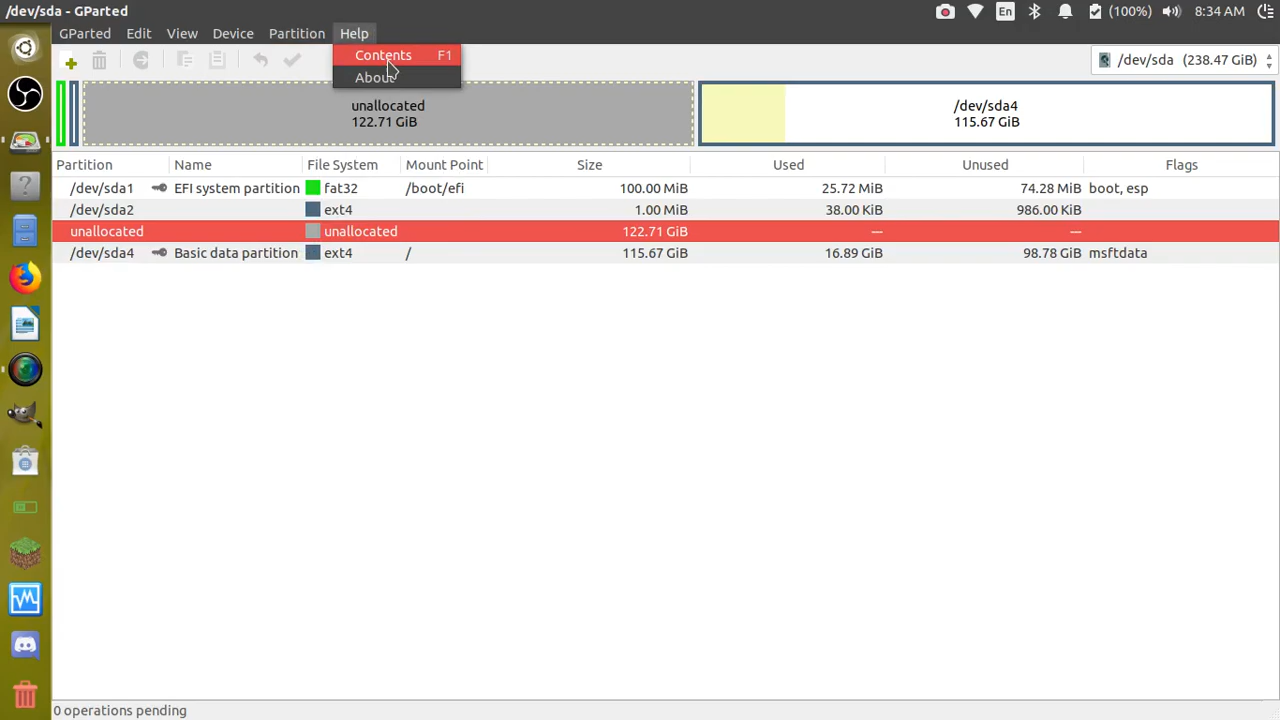 /dev/sda - GParted
En
(100%)
8:34 AM
GParted Edit View Device Partition Help
Contents F1
About
/dev/sda (238.47 GiB)
unallocated
122.71 GiB
/dev/sda4
115.67 GiB
Partition Name File System Mount Point Size Used Unused Flags
/dev/sda1 EFI system partition fat32 /boot/efi 100.00 MiB 25.72 MiB 74.28 MiB boot, esp
/dev/sda2 ext4 1.00 MiB 38.00 KiB 986.00 KiB
unallocated unallocated 122.71 GiB — —
/dev/sda4 Basic data partition ext4 / 115.67 GiB 16.89 GiB 98.78 GiB msftdata
0 operations pending